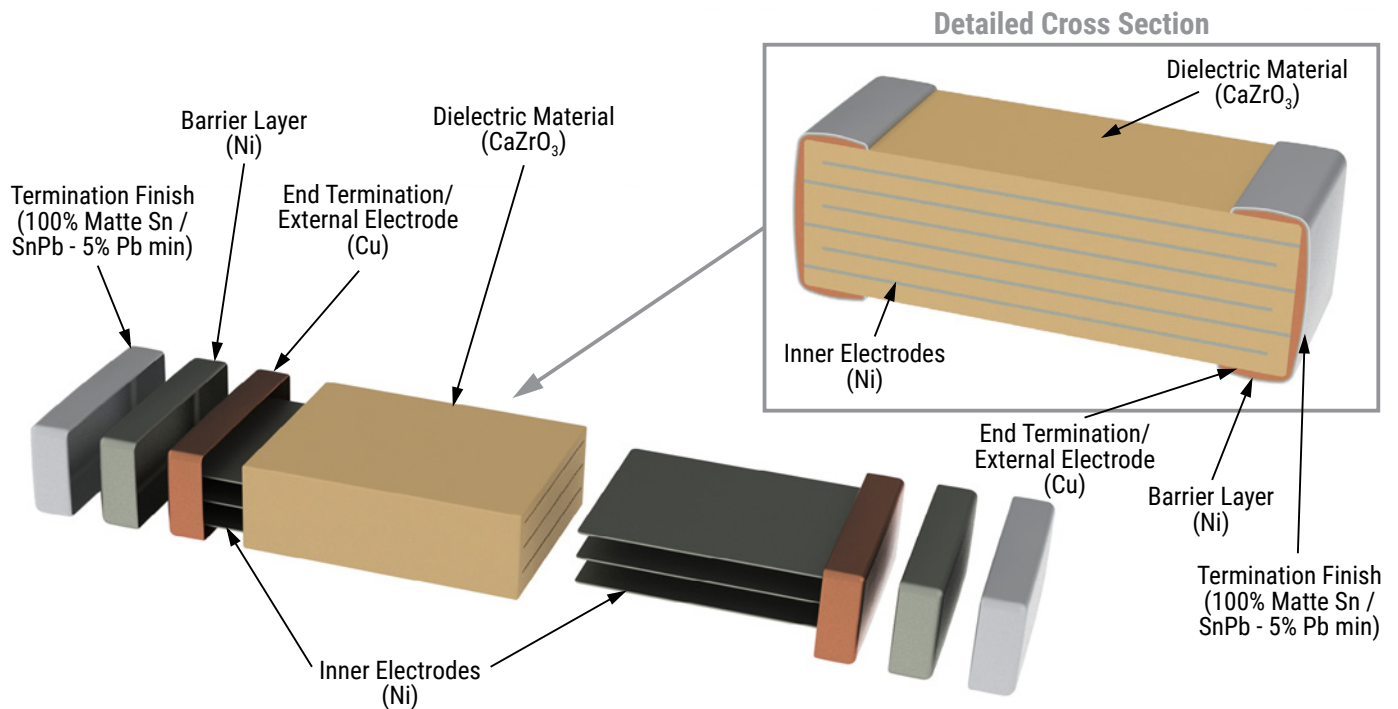 Detailed Cross Section
Dielectric Material
(CaZrO₃)
Inner Electrodes
(Ni)
End Termination/
External Electrode
(Cu)
Barrier Layer
(Ni)
Termination Finish
(100% Matte Sn /
SnPb - 5% Pb min)
Dielectric Material
(CaZrO₃)
Barrier Layer
(Ni)
End Termination/
External Electrode
(Cu)
Termination Finish
(100% Matte Sn /
SnPb - 5% Pb min)
Inner Electrodes
(Ni)